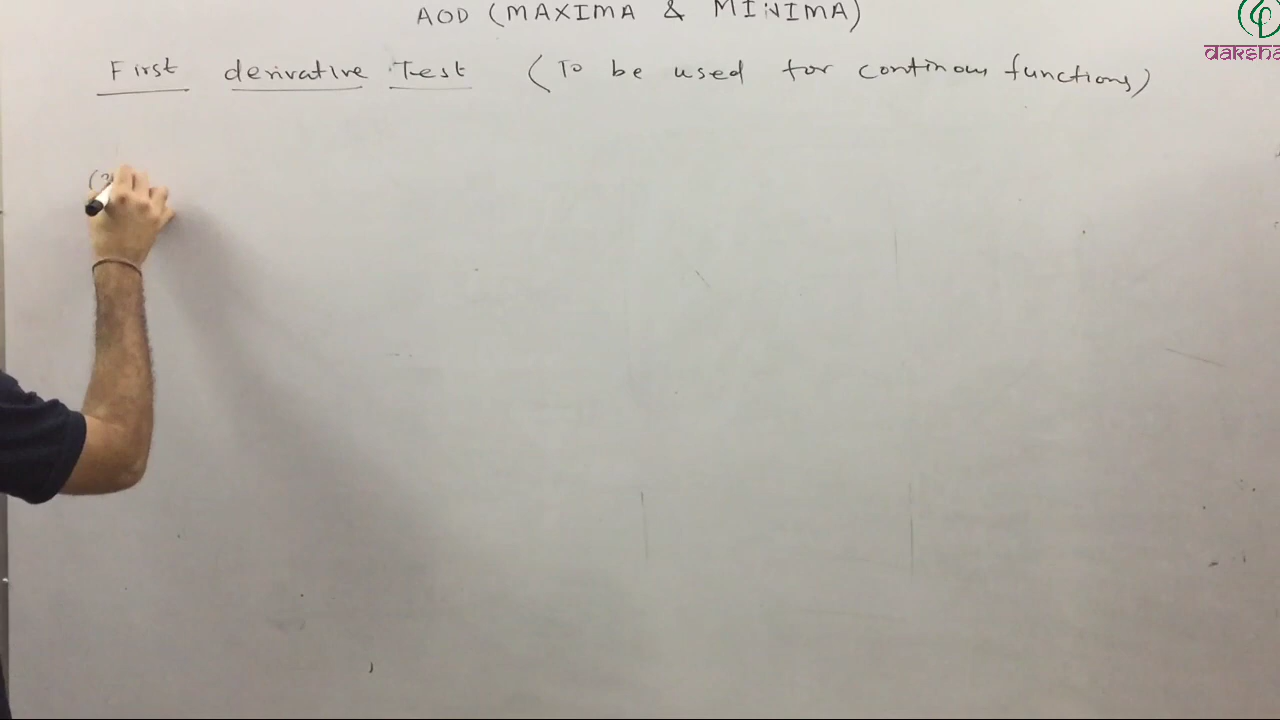 AOD (MAXIMA & MINIMA)
daksha
First derivative Test (To be used for continous functions)